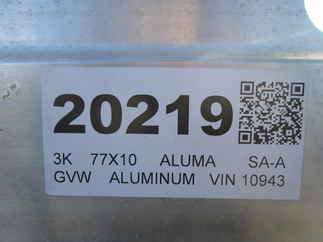 20219
3K 77X10 ALUMA SA-A
GVW ALUMINUM VIN 10943